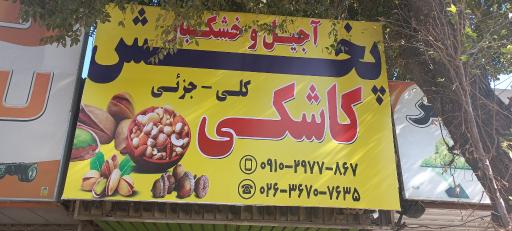 آجیل و خشکبار
پخش
کلی - جزئی
کاشکی
۰۹۱۰-۲۹۷۷-۸۶۷
۰۲۶-۳۶۷۰-۷۶۳۵